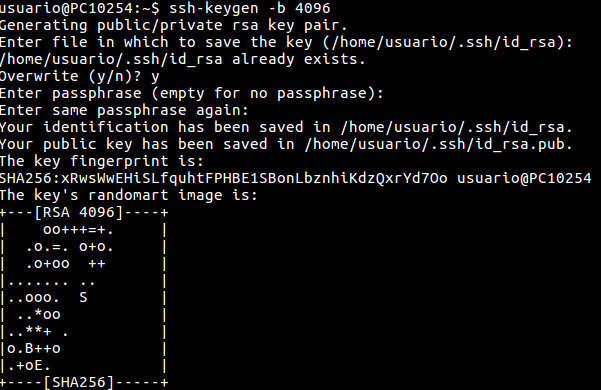 usuario@PC10254:~$ ssh-keygen -b 4096
Generating public/private rsa key pair.
Enter file in which to save the key (/home/usuario/.ssh/id_rsa):
/home/usuario/.ssh/id_rsa already exists.
Overwrite (y/n)? y
Enter passphrase (empty for no passphrase):
Enter same passphrase again:
Your identification has been saved in /home/usuario/.ssh/id_rsa.
Your public key has been saved in /home/usuario/.ssh/id_rsa.pub.
The key fingerprint is:
SHA256:xRwsWwEHiSLfquhtFPHBE1SBonLbznhiKdzQxrYd7Oo usuario@PC10254
The key's randomart image is:
+---[RSA 4096]----+
|    oo+++=+.     |
|  .o.=. o+o.     |
|  .o+oo  ++      |
|....... ..       |
|..ooo.  S        |
| ..*oo           |
|..**+ .          |
|o.B++o           |
|.+oE.            |
+----[SHA256]-----+